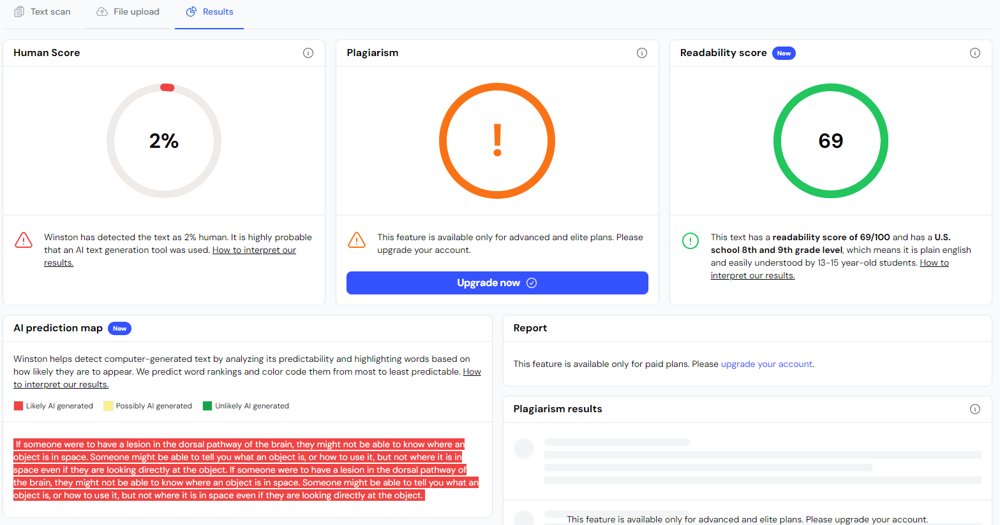 Text scan
File upload
Results
Human Score
2%
Winston has detected the text as 2% human. It is highly probable
that an AI text generation tool was used. How to interpret our
results.
Plagiarism
!
This feature is available only for advanced and elite plans. Please
upgrade your account.
Upgrade now
Readability score New
69
This text has a readability score of 69/100 and has a U.S.
school 8th and 9th grade level, which means it is plain english
and easily understood by 13-15 year-old students. How to
interpret our results.
AI prediction map New
Winston helps detect computer-generated text by analyzing its predictability and highlighting words based on
how likely they are to appear. We predict word rankings and color code them from most to least predictable. How
to interpret our results.
Likely AI generated
Possibly AI generated
Unlikely AI generated
If someone were to have a lesion in the dorsal pathway of the brain, they might not be able to know where an
object is in space. Someone might be able to tell you what an object is, or how to use it, but not where it is in
space even if they are looking directly at the object. If someone were to have a lesion in the dorsal pathway of
the brain, they might not be able to know where an object is in space. Someone might be able to tell you what an
object is, or how to use it, but not where it is in space even if they are looking directly at the object.
Report
This feature is available only for paid plans. Please upgrade your account.
Plagiarism results
This feature is available only for advanced and elite plans. Please upgrade your account.